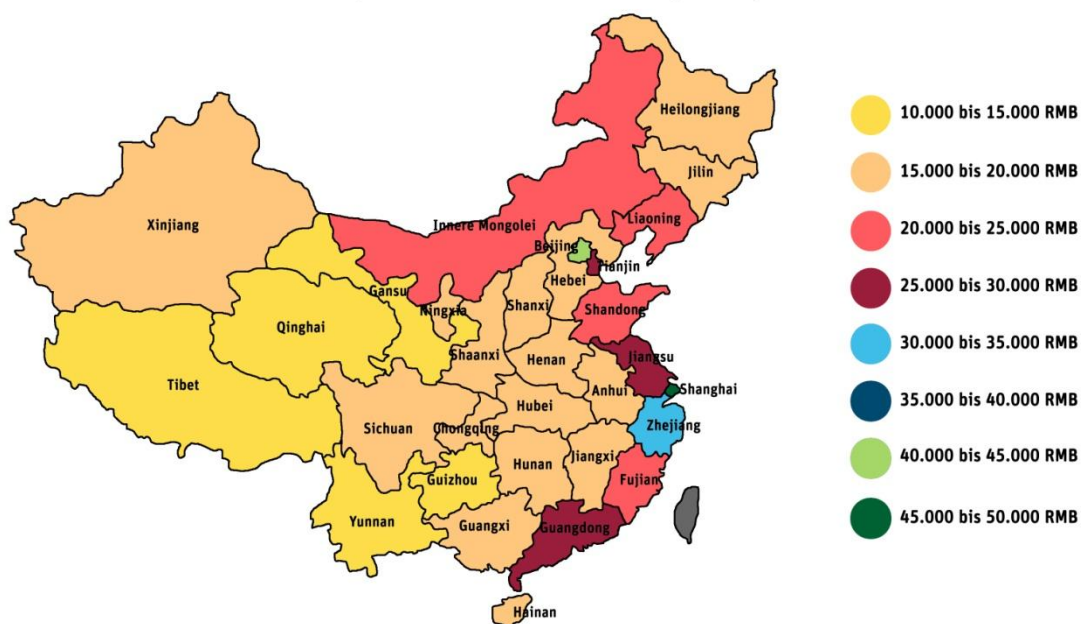 Heilongjiang
Jilin
Xinjiang
Innere Mongolei
Liaoning
Beijing
Tianjin
Hebei
Gansu
Ningxia
Shanxi
Shandong
Qinghai
Shaanxi
Henan
Jiangsu
Tibet
Anhui
Shanghai
Hubei
Sichuan
Chongqing
Zhejiang
Hunan
Jiangxi
Guizhou
Fujian
Yunnan
Guangxi
Guangdong
Hainan
10.000 bis 15.000 RMB
15.000 bis 20.000 RMB
20.000 bis 25.000 RMB
25.000 bis 30.000 RMB
30.000 bis 35.000 RMB
35.000 bis 40.000 RMB
40.000 bis 45.000 RMB
45.000 bis 50.000 RMB